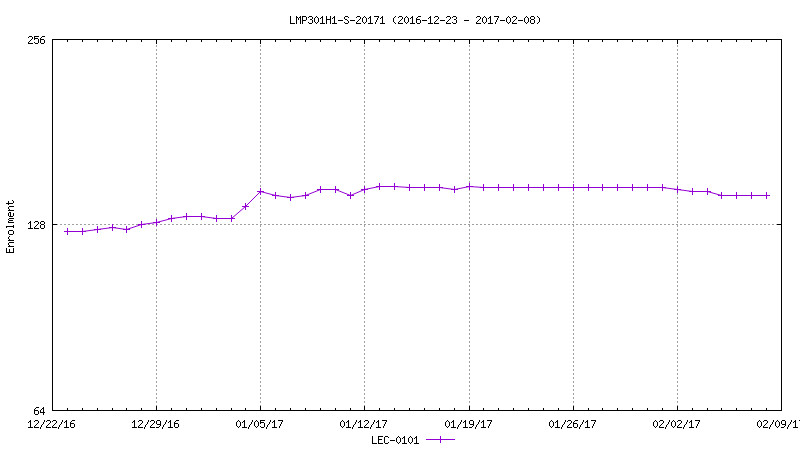 LMP301H1-S-20171 (2016-12-23 - 2017-02-08)
256
128
64
Enrolment
12/22/16 12/29/16 01/05/17 01/12/17 01/19/17 01/26/17 02/02/17 02/09/17
LEC-0101